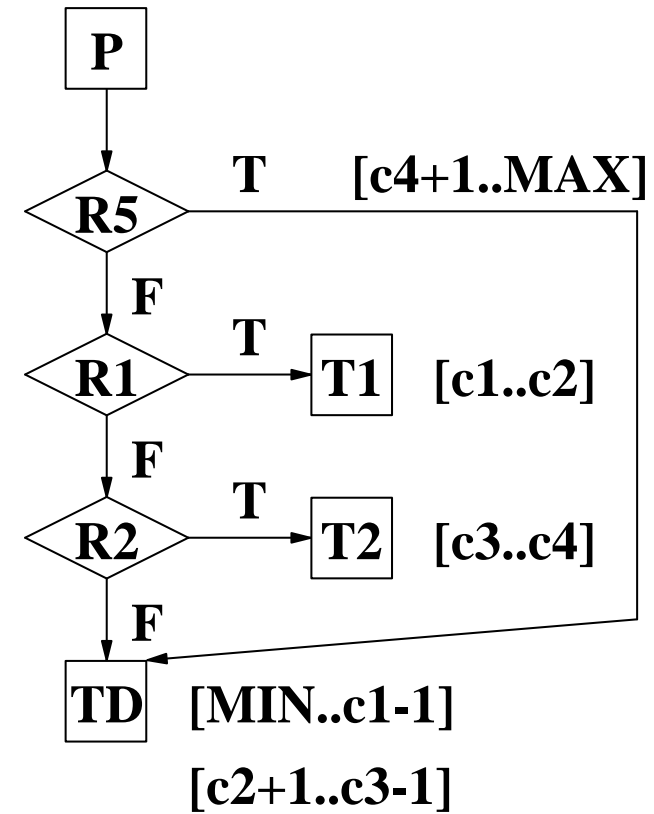 P
T [c4+1..MAX]
R5
F
T
R1 T1 [c1..c2]
F
T
R2 T2 [c3..c4]
F
TD [MIN..c1-1]
[c2+1..c3-1]